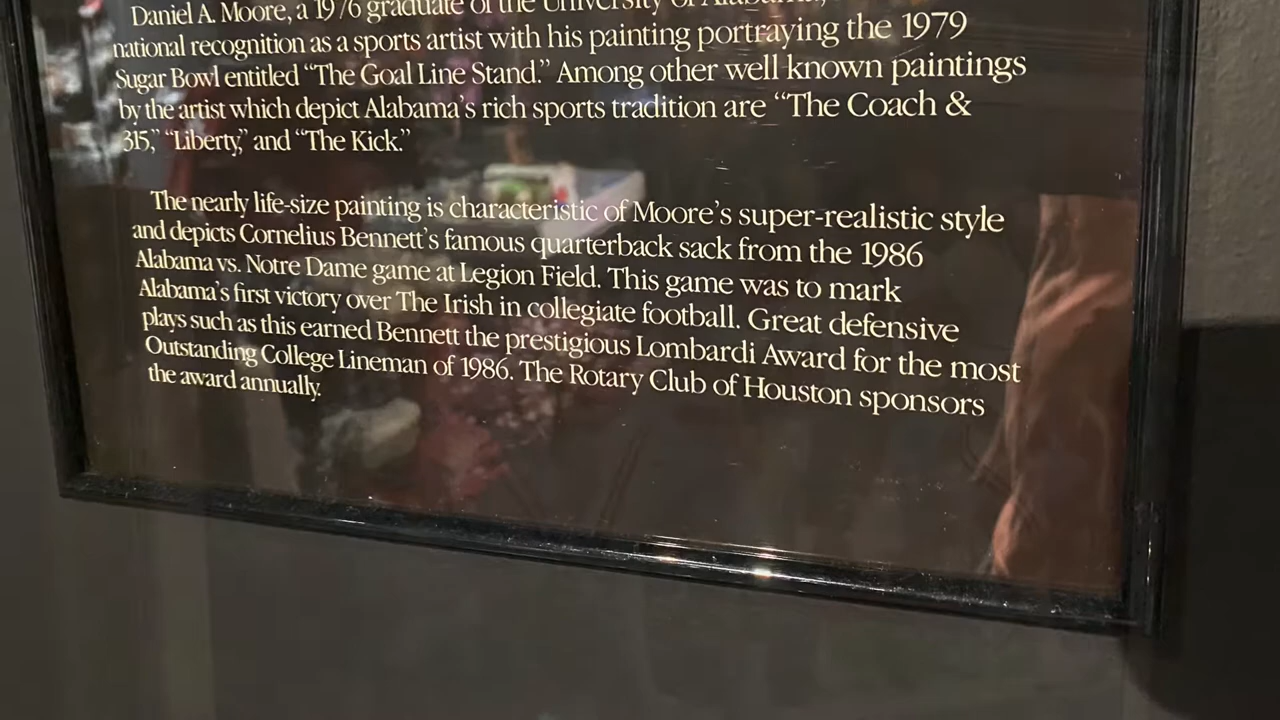 Daniel A. Moore, a 1976 graduate of the University of Alabama,
national recognition as a sports artist with his painting portraying the 1979
Sugar Bowl entitled “The Goal Line Stand.” Among other well known paintings
by the artist which depict Alabama’s rich sports tradition are “The Coach &
315,” “Liberty,” and “The Kick.”
The nearly life-size painting is characteristic of Moore’s super-realistic style
and depicts Cornelius Bennett’s famous quarterback sack from the 1986
Alabama vs. Notre Dame game at Legion Field. This game was to mark
Alabama’s first victory over The Irish in collegiate football. Great defensive
plays such as this earned Bennett the prestigious Lombardi Award for the most
Outstanding College Lineman of 1986. The Rotary Club of Houston sponsors
the award annually.